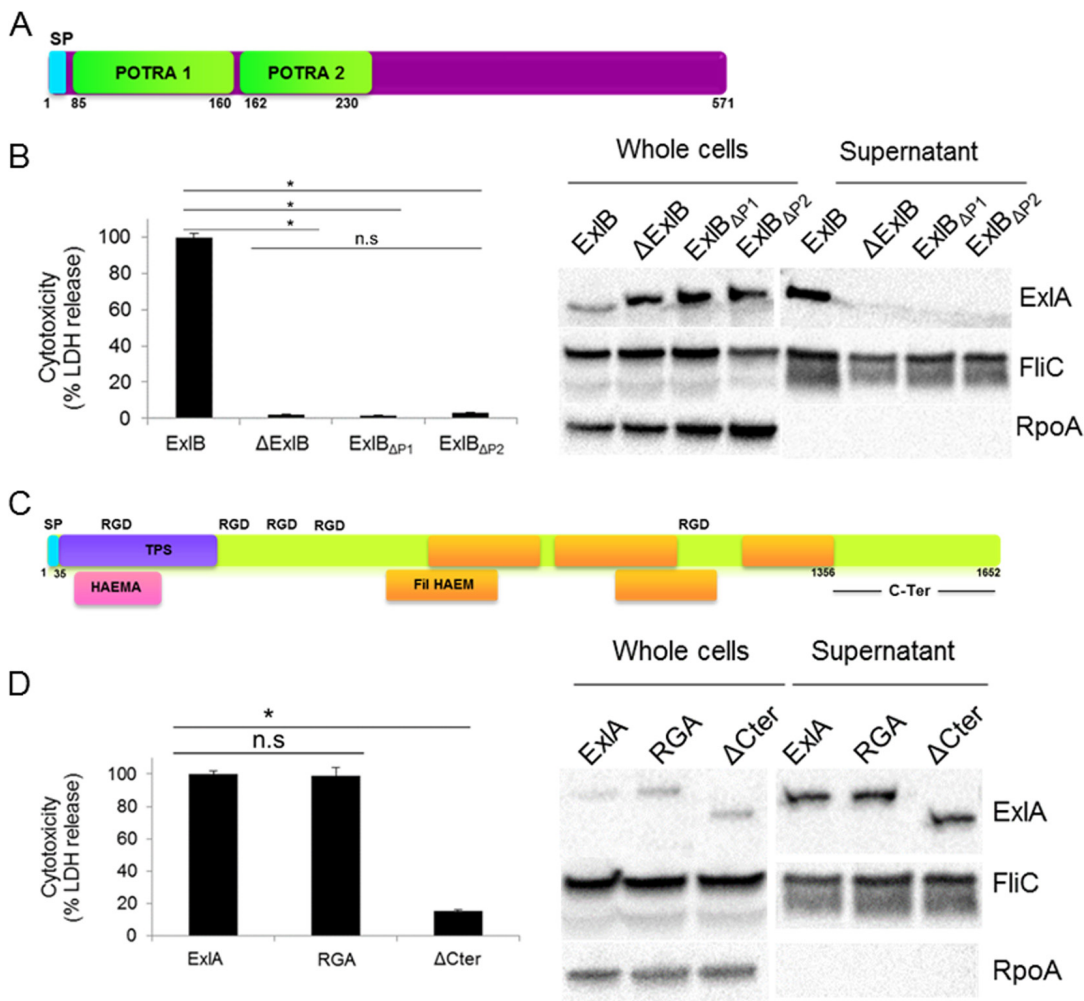 A
SP
POTRA 1
POTRA 2
1
85
160
162
230
571
B
Cytotoxicity
(% LDH release)
100
80
60
40
20
0
*
*
*
n.s
ExlB
ΔExlB
ExlBΔP1
ExlBΔP2
Whole cells
Supernatant
ExlB
ΔExlB
ExlBΔP1
ExlBΔP2
ExlB
ΔExlB
ExlBΔP1
ExlBΔP2
ExlA
FliC
RpoA
C
SP
RGD
RGD
RGD
RGD
RGD
TPS
1
35
1356
1652
HAEMA
Fil HAEM
C-Ter
D
Cytotoxicity
(% LDH release)
100
80
60
40
20
0
*
n.s
ExlA
RGA
ΔCter
Whole cells
Supernatant
ExlA
RGA
ΔCter
ExlA
RGA
ΔCter
ExlA
FliC
RpoA